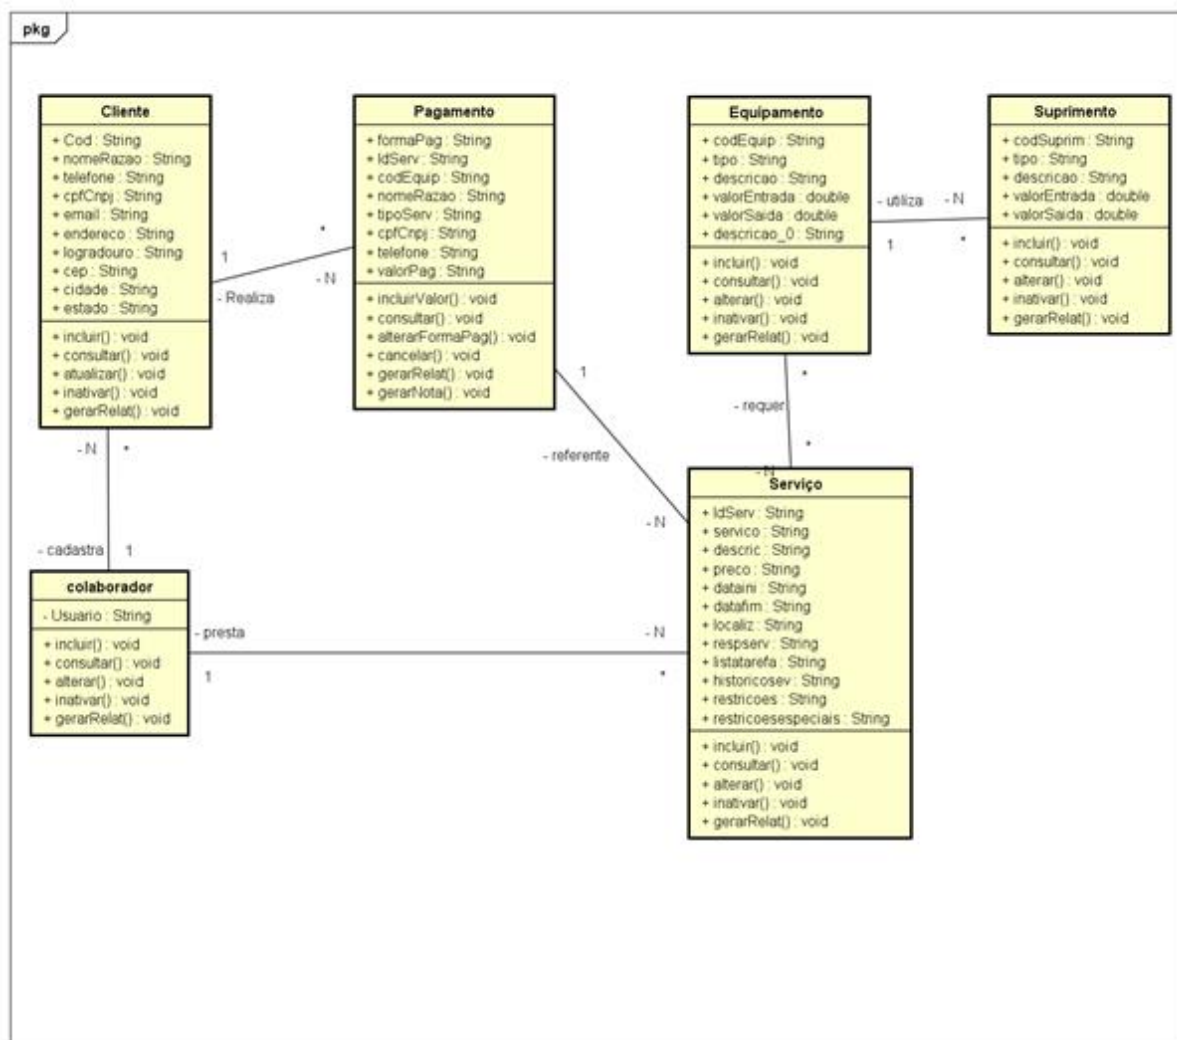 pkg
Cliente
+ Cod : String
+ nomeRazao : String
+ telefone : String
+ cpfCnpj : String
+ email : String
+ endereco : String
+ logradouro : String
+ cep : String
+ cidade : String
+ estado : String
+ incluir() : void
+ consultar() : void
+ atualizar() : void
+ inativar() : void
+ gerarRelat() : void
1
- Realiza
*
- N
Pagamento
+ formaPag : String
+ IdServ : String
+ codEquip : String
+ nomeRazao : String
+ tipoServ : String
+ cpfCnpj : String
+ telefone : String
+ valorPag : String
+ incluirValor() : void
+ consultar() : void
+ alterarFormaPag() : void
+ cancelar() : void
+ gerarRelat() : void
+ gerarNota() : void
Equipamento
+ codEquip : String
+ tipo : String
+ descricao : String
+ valorEntrada : double
+ valorSaida : double
+ descricao_0 : String
+ incluir() : void
+ consultar() : void
+ alterar() : void
+ inativar() : void
+ gerarRelat() : void
- utiliza
- N
1
*
Suprimento
+ codSuprim : String
+ tipo : String
+ descricao : String
+ valorEntrada : double
+ valorSaida : double
+ incluir() : void
+ consultar() : void
+ alterar() : void
+ inativar() : void
+ gerarRelat() : void
1
- referente
- N
*
- requer
*
- N
- N
*
- cadastra
1
colaborador
- Usuario : String
+ incluir() : void
+ consultar() : void
+ alterar() : void
+ inativar() : void
+ gerarRelat() : void
- presta
1
- N
*
Serviço
+ IdServ : String
+ servico : String
+ descric : String
+ preco : String
+ dataini : String
+ datafim : String
+ localiz : String
+ respserv : String
+ listatarefa : String
+ historicosev : String
+ restricoes : String
+ restricoesespeciais : String
+ incluir() : void
+ consultar() : void
+ alterar() : void
+ inativar() : void
+ gerarRelat() : void